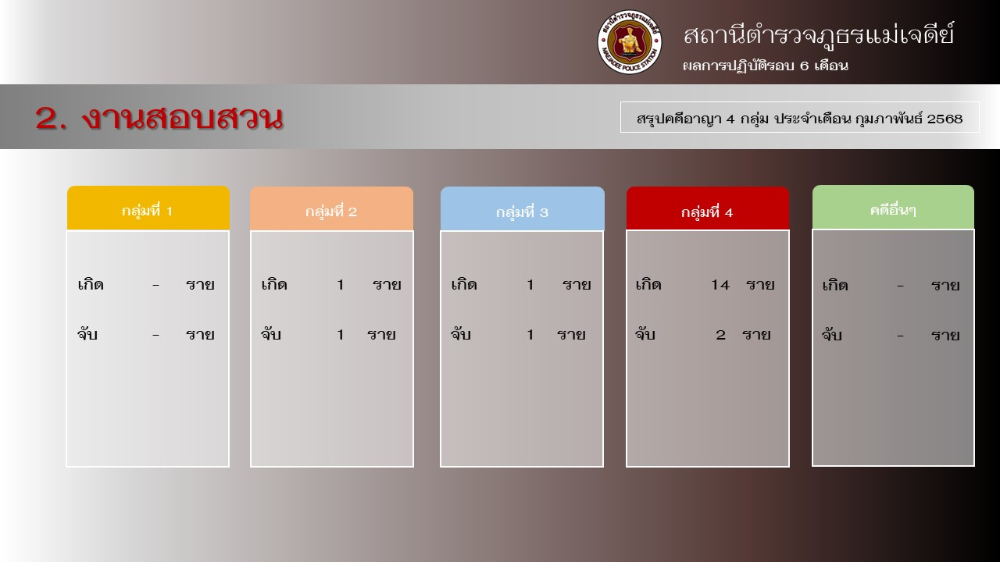 สถานีตำรวจภูธรแม่เจดีย์
MAEJADEE POLICE STATION
สถานีตำรวจภูธรแม่เจดีย์
ผลการปฏิบัติรอบ 6 เดือน
2. งานสอบสวน
สรุปคดีอาญา 4 กลุ่ม ประจำเดือน กุมภาพันธ์ 2568
กลุ่มที่ 1
เกิด - ราย
จับ - ราย
กลุ่มที่ 2
เกิด 1 ราย
จับ 1 ราย
กลุ่มที่ 3
เกิด 1 ราย
จับ 1 ราย
กลุ่มที่ 4
เกิด 14 ราย
จับ 2 ราย
คดีอื่นๆ
เกิด - ราย
จับ - ราย